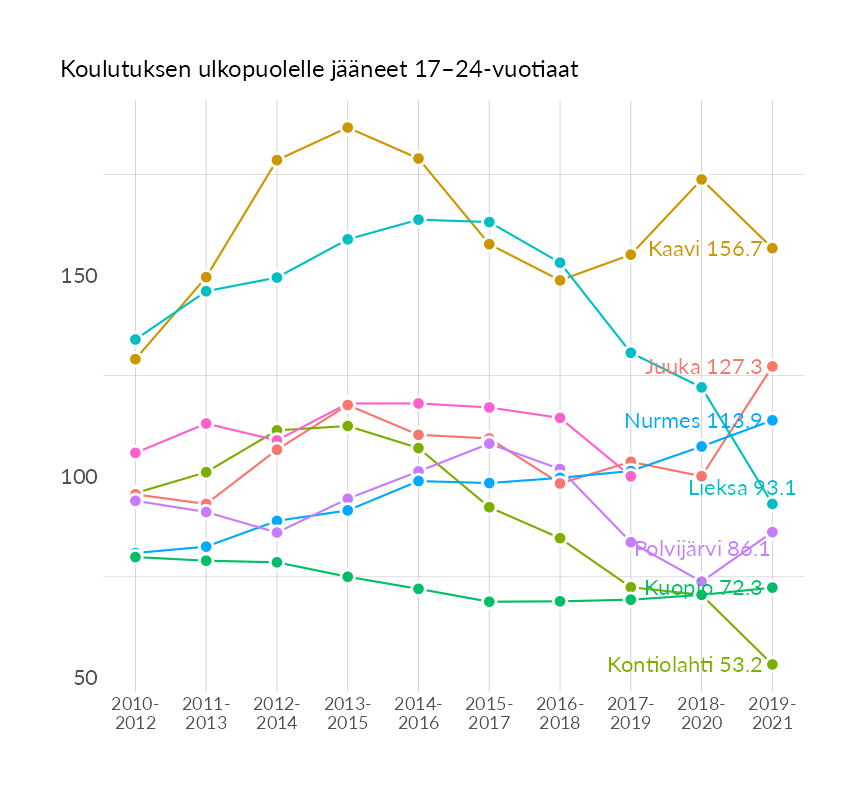 Koulutuksen ulkopuolelle jääneet 17–24-vuotiaat
Kaavi 156.7
150
Juuka 127.3
Nurmes 113.9
100
Lieksa 93.1
Polvijärvi 86.1
Kuopio 72.3
Kontiolahti 53.2
50
2010- 2011- 2012- 2013- 2014- 2015- 2016- 2017- 2018- 2019-
2012 2013 2014 2015 2016 2017 2018 2019 2020 2021